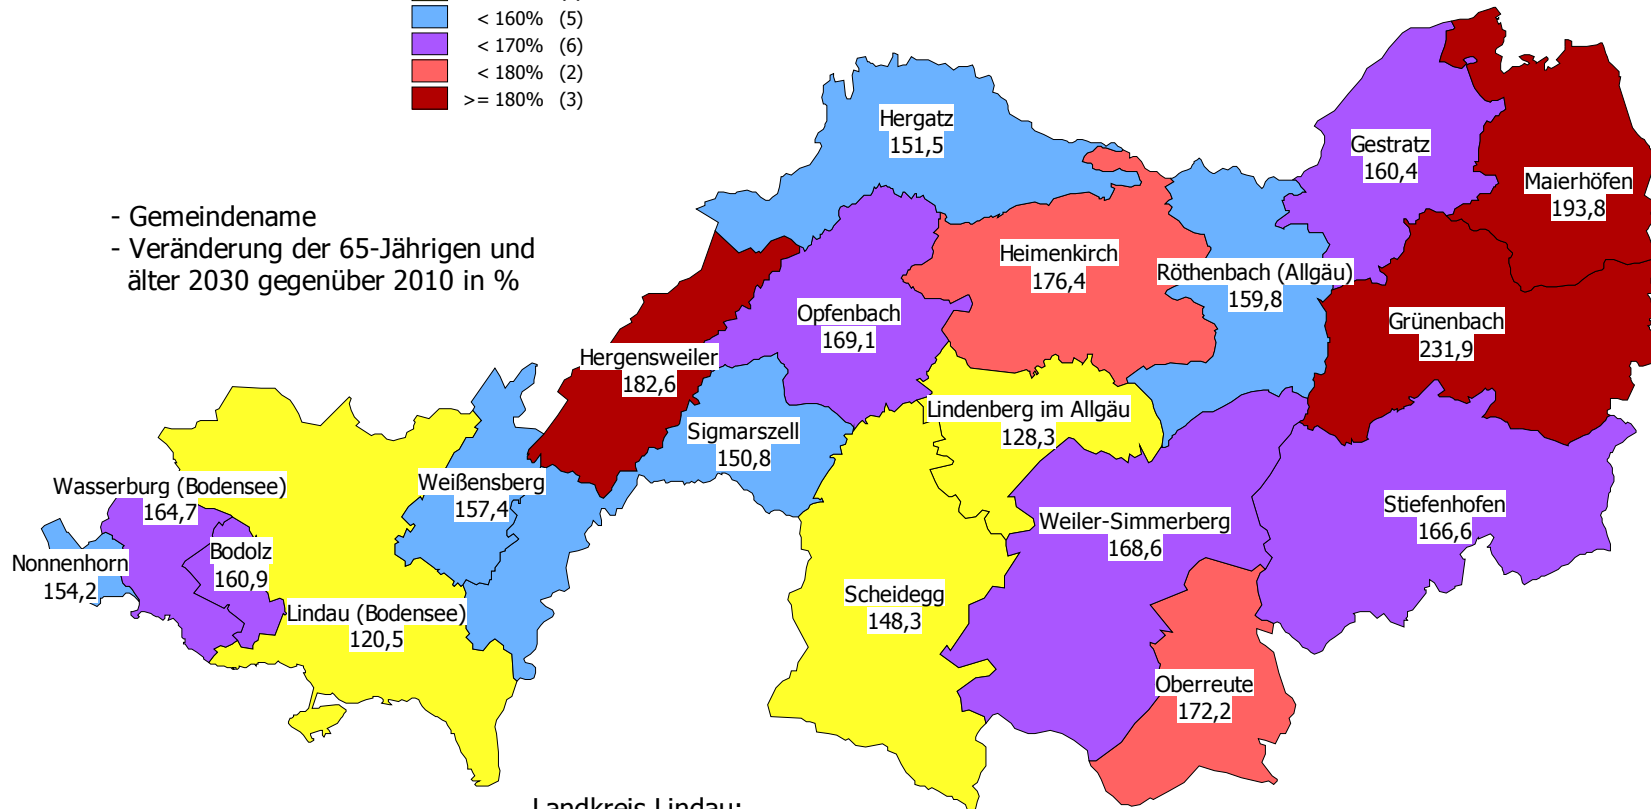 < 160% (5)
< 170% (6)
< 180% (2)
>= 180% (3)
- Gemeindename
- Veränderung der 65-Jährigen und
älter 2030 gegenüber 2010 in %
Hergatz
151,5
Gestratz
160,4
Maierhöfen
193,8
Heimenkirch
176,4
Röthenbach (Allgäu)
159,8
Opfenbach
169,1
Grünenbach
231,9
Hergensweiler
182,6
Lindenberg im Allgäu
128,3
Sigmarszell
150,8
Wasserburg (Bodensee)
164,7
Weißensberg
157,4
Stiefenhofen
166,6
Weiler-Simmerberg
168,6
Nonnenhorn
154,2
Bodolz
160,9
Lindau (Bodensee)
120,5
Scheidegg
148,3
Oberreute
172,2
Landkreis Lindau: